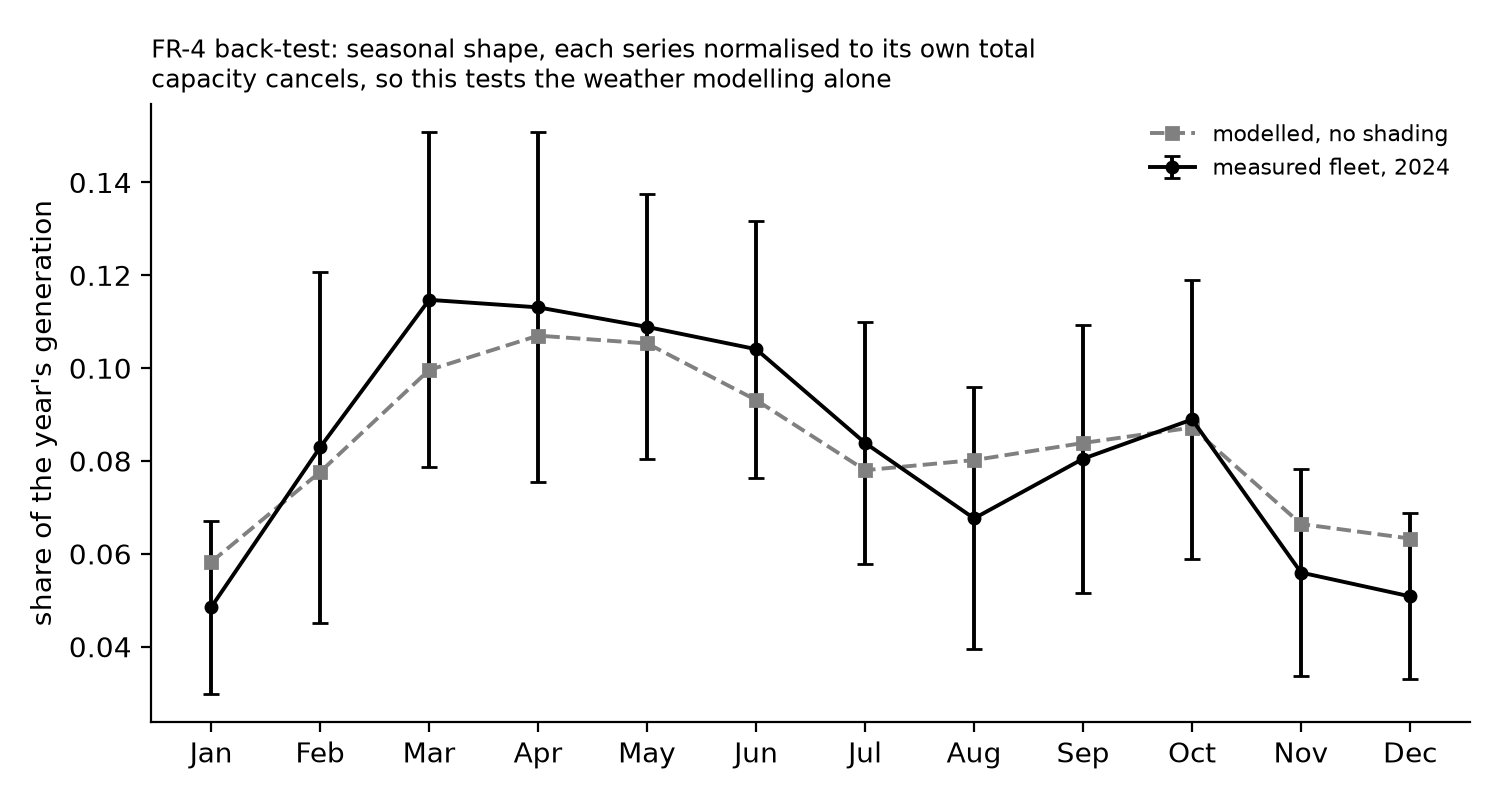 FR-4 back-test: seasonal shape, each series normalised to its own total
capacity cancels, so this tests the weather modelling alone
modelled, no shading
measured fleet, 2024
share of the year's generation
0.14
0.12
0.10
0.08
0.06
0.04
Jan Feb Mar Apr May Jun Jul Aug Sep Oct Nov Dec